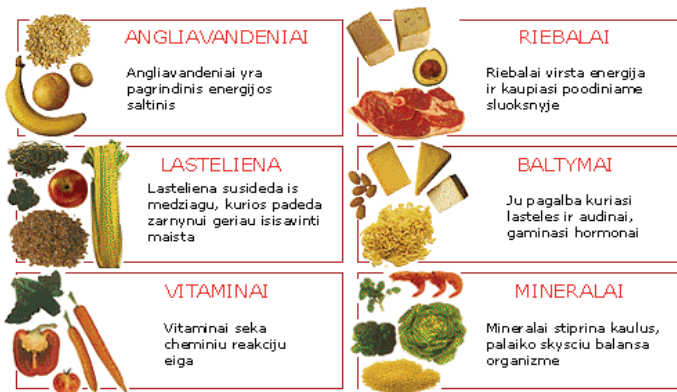 ANGLIAVANDENIAI
Angliavandeniai yra
pagrindinis energijos
saltinis
RIEBALAI
Riebalai virsta energija
ir kaupiasi poodiniame
sluoksnyje
LASTELIENA
Lasteliena susideda is
medziagu, kurios padeda
zarnynui geriau isisavinti
maista
BALTYMAI
Ju pagalba kuriasi
lasteles ir audinai,
gaminasi hormonai
VITAMINAI
Vitaminai seka
cheminiu reakciju
eiga
MINERALAI
Mineralai stiprina kaulus,
palaiko skysciu balansa
organizme